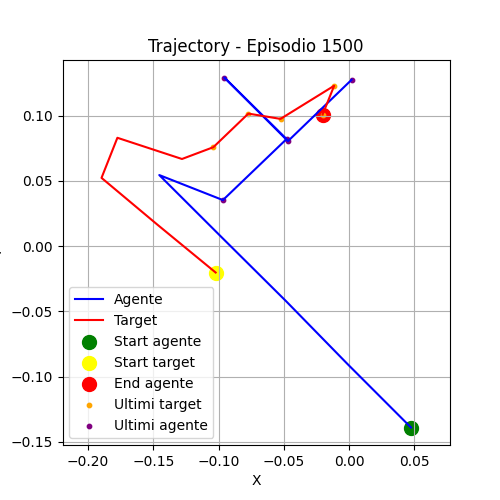 Trajectory - Episodio 1500
0.10
0.05
0.00
−0.05
−0.10
−0.15
Agente
Target
Start agente
Start target
End agente
Ultimi target
Ultimi agente
−0.20 −0.15 −0.10 −0.05 0.00 0.05
X